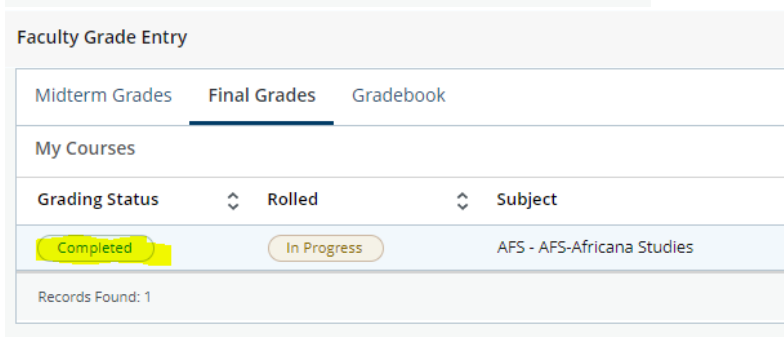 Faculty Grade Entry
Midterm Grades Final Grades Gradebook
My Courses
Grading Status Rolled Subject
Completed In Progress AFS - AFS-Africana Studies
Records Found: 1